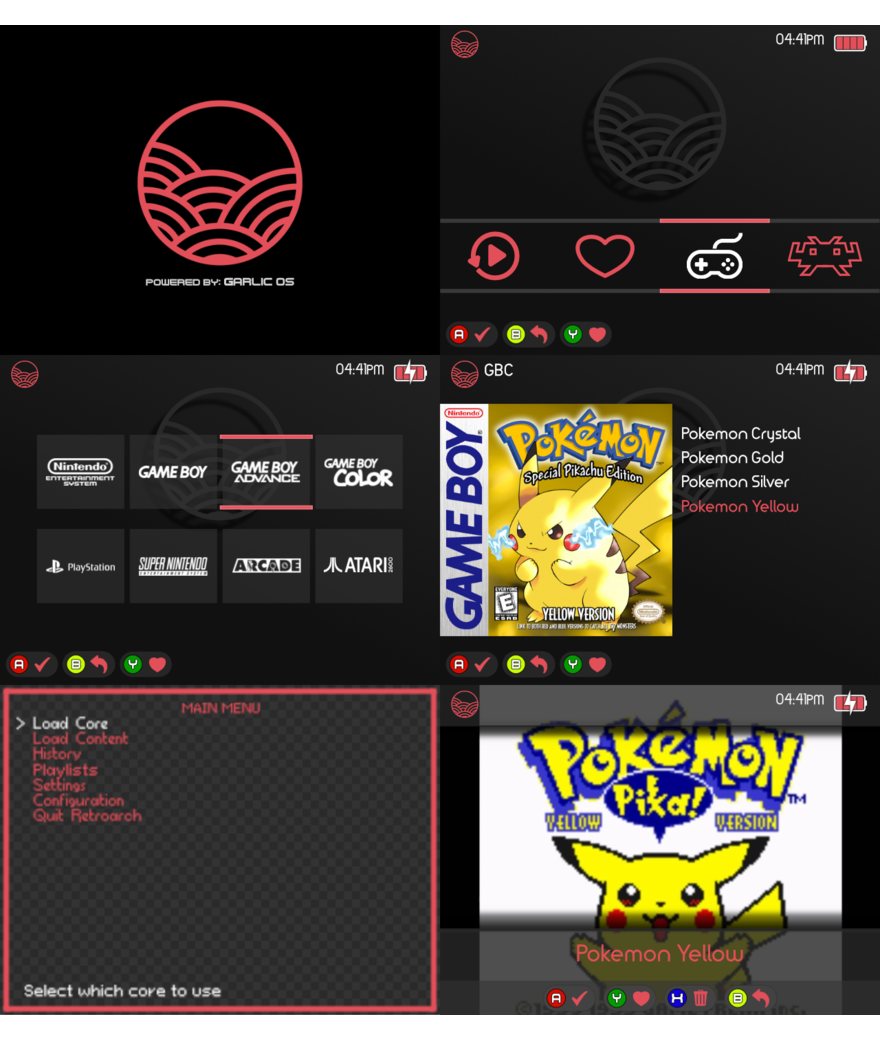 POWERED BY: GARLIC OS
04:41PM
A
B
Y
04:41PM
Nintendo
ENTERTAINMENT
SYSTEM
GAME BOY
GAME BOY
ADVANCE
GAME BOY
COLOR
PlayStation
SUPER NINTENDO
ENTERTAINMENT SYSTEM
ARCADE
ATARI 2600
A
B
Y
GBC
04:41PM
Nintendo
GAME BOY
POKéMON
Special Pikachu Edition
EVERYONE
E
ESRB
YELLOW VERSION
Pokemon Crystal
Pokemon Gold
Pokemon Silver
Pokemon Yellow
A
B
Y
MAIN MENU
> Load Core
Load Content
History
Playlists
Settings
Configuration
Quit Retroarch
Select which core to use
04:41PM
POKéMON
Pika!
TM
YELLOW VERSION
Pokemon Yellow
A
Y
X
B